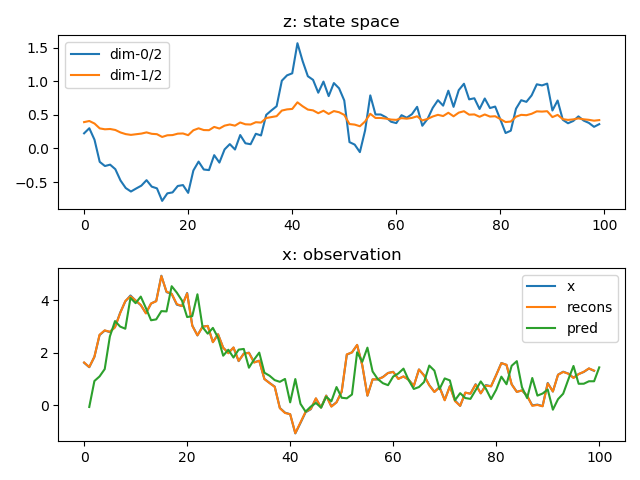 z: state space
dim-0/2
dim-1/2
1.5
1.0
0.5
0.0
−0.5
0 20 40 60 80 100
x: observation
x
recons
pred
4
2
0
0 20 40 60 80 100